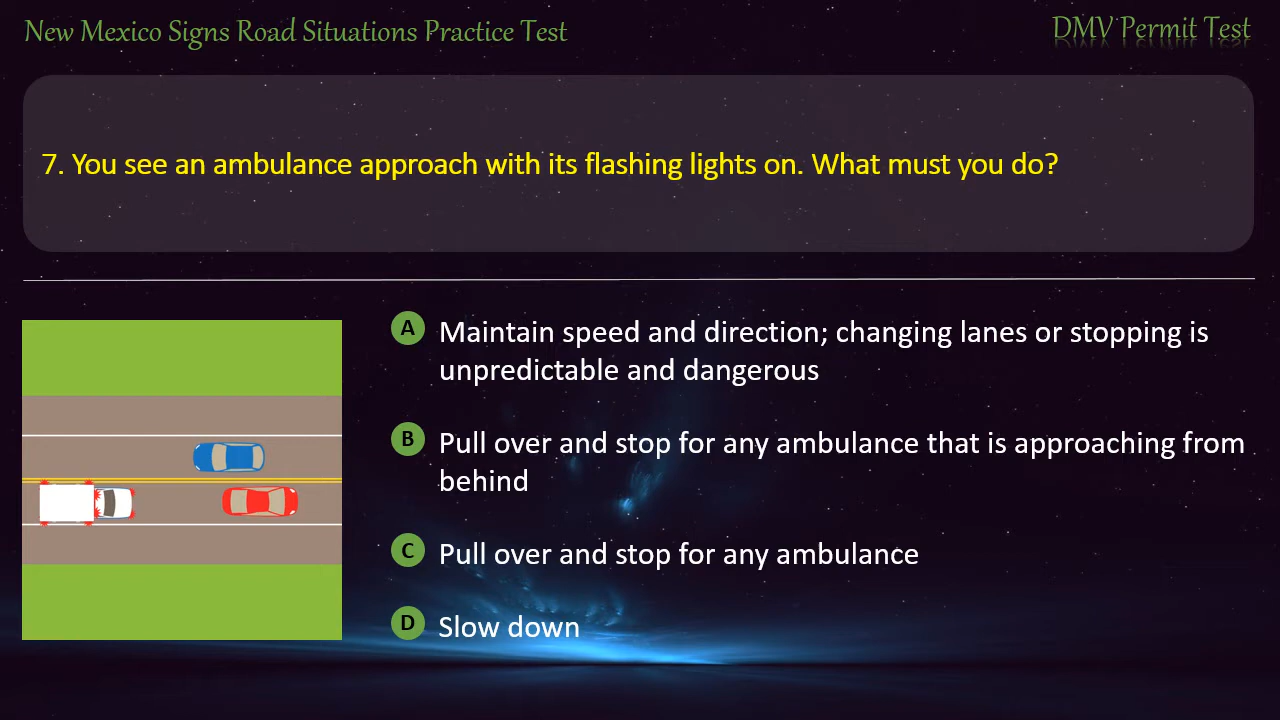 New Mexico Signs Road Situations Practice Test
DMV Permit Test
7. You see an ambulance approach with its flashing lights on. What must you do?
A Maintain speed and direction; changing lanes or stopping is
unpredictable and dangerous
B Pull over and stop for any ambulance that is approaching from
behind
C Pull over and stop for any ambulance
D Slow down